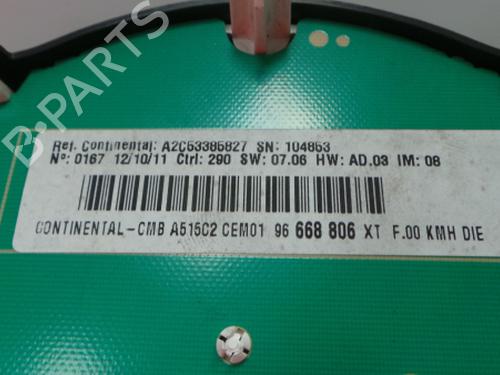 B-PARTS
Ref. Continental: A2C53385827 SN: 104853
Nº: 0167 12/10/11 Ctrl: 290 SW: 07.06 HW: AD.03 IM: 08
CONTINENTAL-CMB A515C2 CEM01 96 668 806 XT F.00 KMH DIE